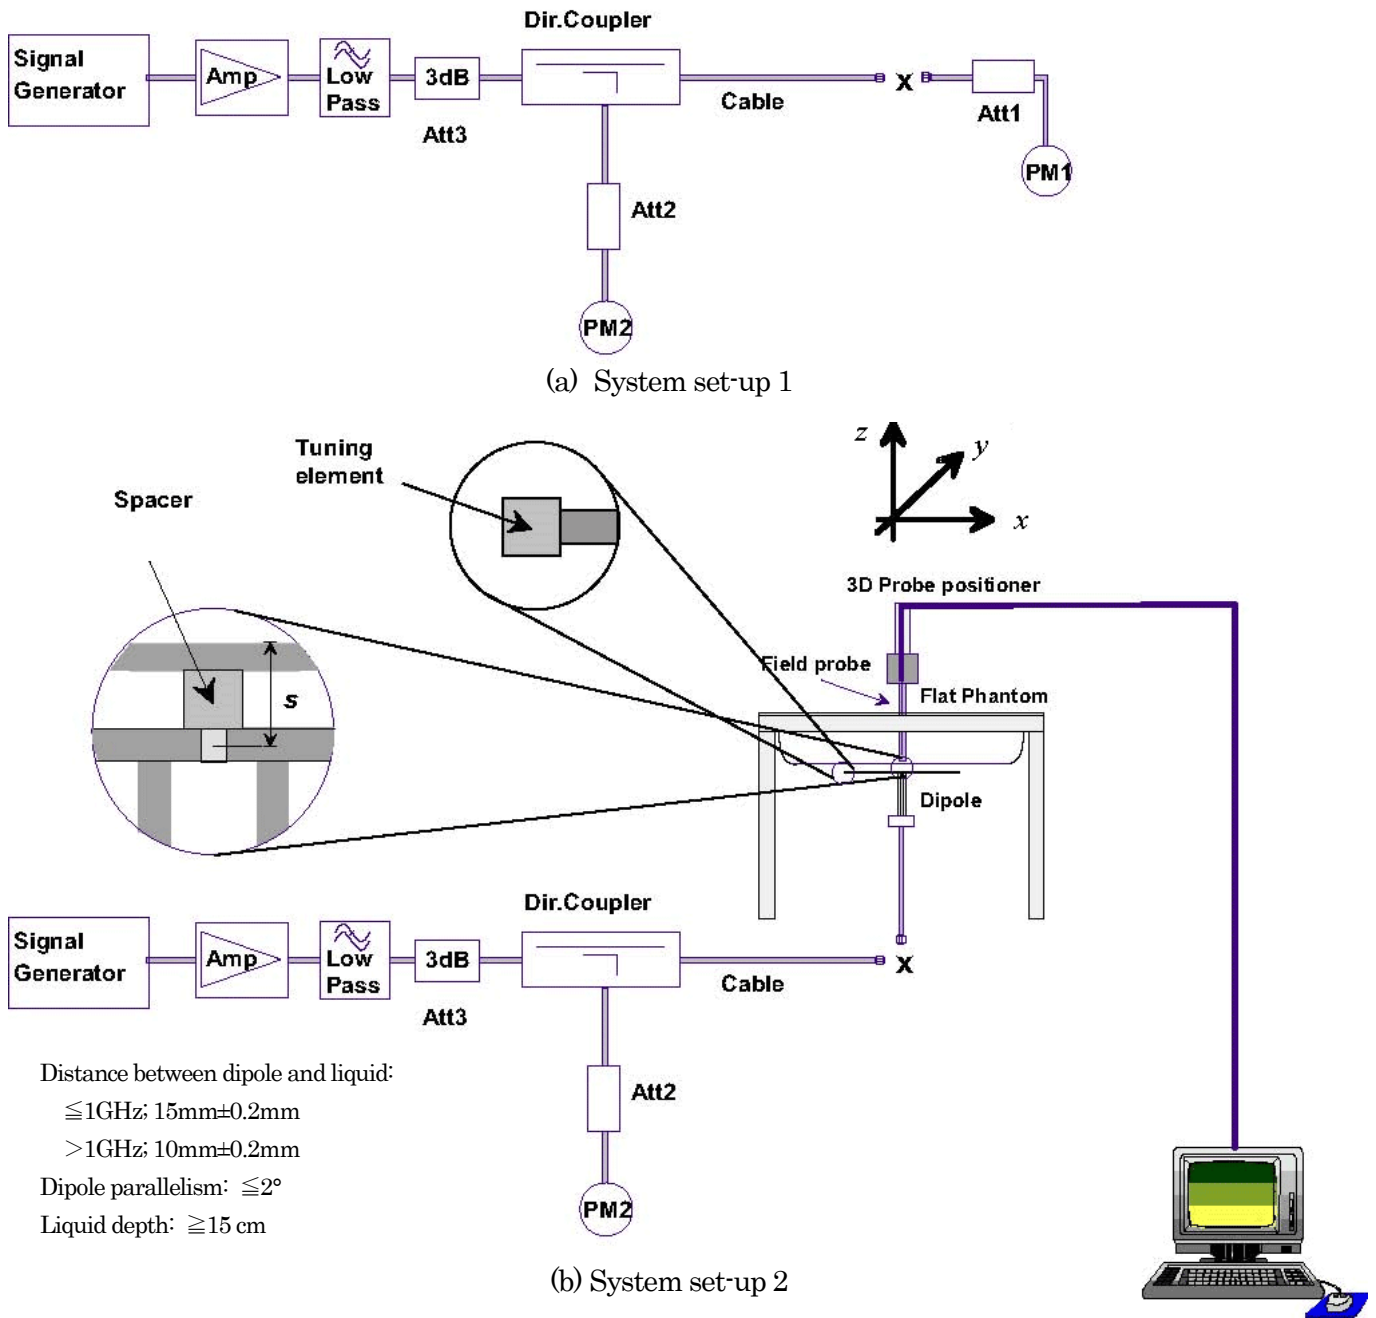 Dir.Coupler
Signal
Generator
Amp
Low
Pass
3dB
Att3
Cable
X
Att1
PM1
Att2
PM2
(a) System set-up 1
Tuning
element
Spacer
s
z
y
x
3D Probe positioner
Field probe
Flat Phantom
Dipole
Dir.Coupler
Signal
Generator
Amp
Low
Pass
3dB
Att3
Cable
X
Att2
PM2
Distance between dipole and liquid:
≦1GHz; 15mm±0.2mm
>1GHz; 10mm±0.2mm
Dipole parallelism: ≦2°
Liquid depth: ≧15 cm
(b) System set-up 2